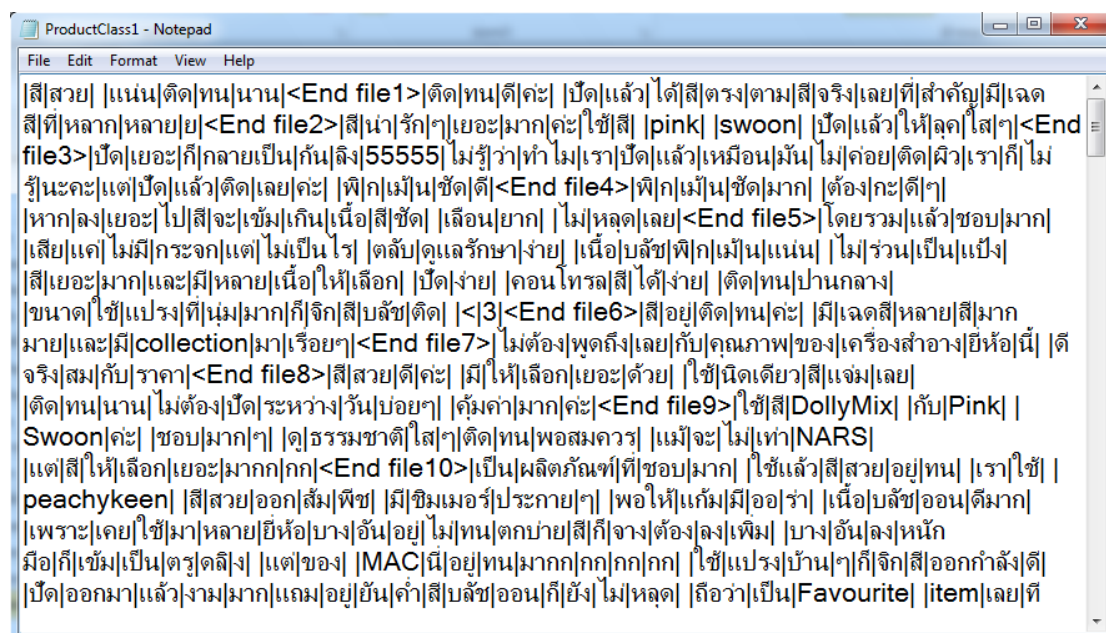 ProductClass1 - Notepad
File Edit Format View Help
|สี|สวย| |แน่น|ติด|ทน|นาน|<End file1>|ติด|ทน|ดี|ค่ะ| |ปัด|แล้ว|ได้|สี|ตรง|ตาม|สี|จริง|เลย|ที่|สำคัญ|มี|เฉด
สี|ที่|หลาก|หลาย|ย|<End file2>|สี|น่า|รัก|ๆ|เยอะ|มาก|ค่ะ|ใช้|สี| |pink| |swoon| |ปัด|แล้ว|ให้|ลุค|ใส|ๆ|<End
file3>|ปัด|เยอะ|ก็|กลายเป็น|ก้น|ลิง|55555|ไม่รู้|ว่า|ทำไม|เรา|ปัด|แล้ว|เหมือน|มัน|ไม่|ค่อย|ติด|ผิว|เรา|ก็|ไม่
รู้|นะคะ|แต่|ปัด|แล้ว|ติด|เลย|ค่ะ| |พิ|ก|เม้|น|ชัด|ดี|<End file4>|พิ|ก|เม้|น|ชัด|มาก| |ต้อง|กะ|ดี|ๆ|
|หาก|ลง|เยอะ|ไป|สี|จะ|เข้ม|เกิน|เนื้อ|สี|ชัด| |เลือน|ยาก| |ไม่|หลุด|เลย|<End file5>|โดยรวม|แล้ว|ชอบ|มาก|
|เสีย|แค่|ไม่มี|กระจก|แต่|ไม่เป็นไร| |ตลับ|ดูแลรักษา|ง่าย| |เนื้อ|บลัช|พิ|ก|เม้|น|แน่น| |ไม่|ร่วน|เป็น|แป้ง|
|สี|เยอะ|มาก|และ|มี|หลาย|เนื้อ|ให้|เลือก| |ปัด|ง่าย| |คอนโทรล|สี|ได้|ง่าย| |ติด|ทน|ปานกลาง|
|ขนาด|ใช้|แปรง|ที่|นุ่ม|มาก|ก็|จิก|สี|บลัช|ติด| |<|3|<End file6>|สี|อยู่|ติด|ทน|ค่ะ| |มี|เฉดสี|หลาย|สี|มาก
มาย|และ|มี|collection|มา|เรื่อยๆ|<End file7>|ไม่ต้อง|พูดถึง|เลย|กับ|คุณภาพ|ของ|เครื่องสำอาง|ยี่ห้อ|นี้| |ดี
จริง|สม|กับ|ราคา|<End file8>|สี|สวย|ดี|ค่ะ| |มี|ให้|เลือก|เยอะ|ด้วย| |ใช้|นิดเดียว|สี|แจ่ม|เลย|
|ติด|ทน|นาน|ไม่ต้อง|ปัด|ระหว่าง|วัน|บ่อยๆ| |คุ้มค่า|มาก|ค่ะ|<End file9>|ใช้|สี|DollyMix| |กับ|Pink| |
Swoon|ค่ะ| |ชอบ|มาก|ๆ| |ดู|ธรรมชาติ|ใส|ๆ|ติด|ทน|พอสมควร| |แม้|จะ|ไม่|เท่า|NARS|
|แต่|สี|ให้|เลือก|เยอะ|มากก|กก|<End file10>|เป็น|ผลิตภัณฑ์|ที่|ชอบ|มาก| |ใช้แล้ว|สี|สวย|อยู่|ทน| |เรา|ใช้| |
peachykeen| |สี|สวย|ออก|ส้ม|พีช| |มี|ชิมเมอร์|ประกาย|ๆ| |พอให้|แก้ม|มี|ออ|ร่า| |เนื้อ|บลัช|ออน|ดีมาก|
|เพราะ|เคย|ใช้|มา|หลาย|ยี่ห้อ|บาง|อัน|อยู่|ไม่|ทน|ตกบ่าย|สี|ก็|จาง|ต้อง|ลง|เพิ่ม| |บาง|อัน|ลง|หนัก
มือ|ก็|เข้ม|เป็น|ตรุ|ดลิ|ง| |แต่|ของ| |MAC|นี่|อยู่|ทน|มากก|กก|กก|กก| |ใช้|แปรง|บ้าน|ๆ|ก็|จิก|สี|ออกกำลัง|ดี|
|ปัด|ออกมา|แล้ว|งาม|มาก|แถม|อยู่|ยัน|ค่ำ|สี|บลัช|ออน|ก็|ยัง|ไม่|หลุด| |ถือว่า|เป็น|Favourite| |item|เลย|ที